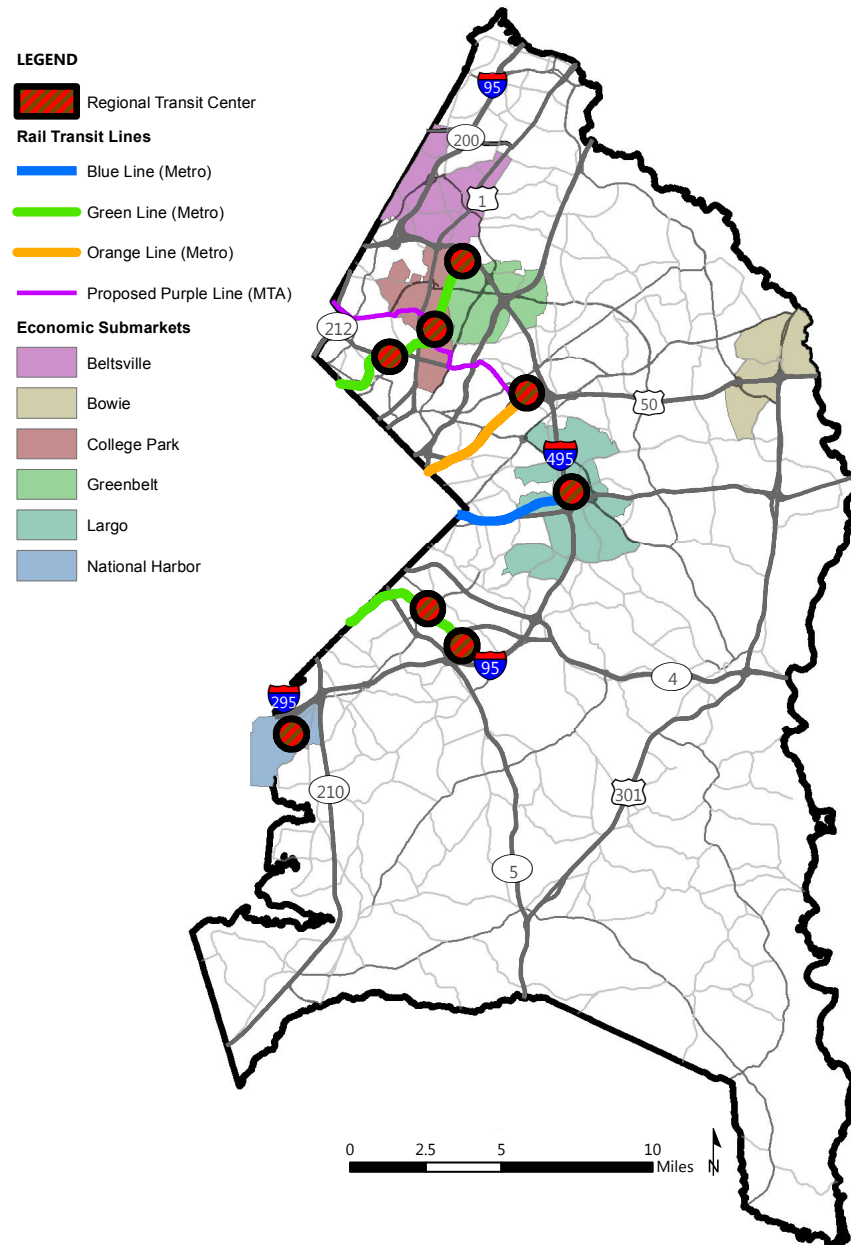 LEGEND
Regional Transit Center
Rail Transit Lines
Blue Line (Metro)
Green Line (Metro)
Orange Line (Metro)
Proposed Purple Line (MTA)
Economic Submarkets
Beltsville
Bowie
College Park
Greenbelt
Largo
National Harbor
95
200
1
212
50
495
95
4
295
210
301
5
0 2.5 5 10
Miles
N